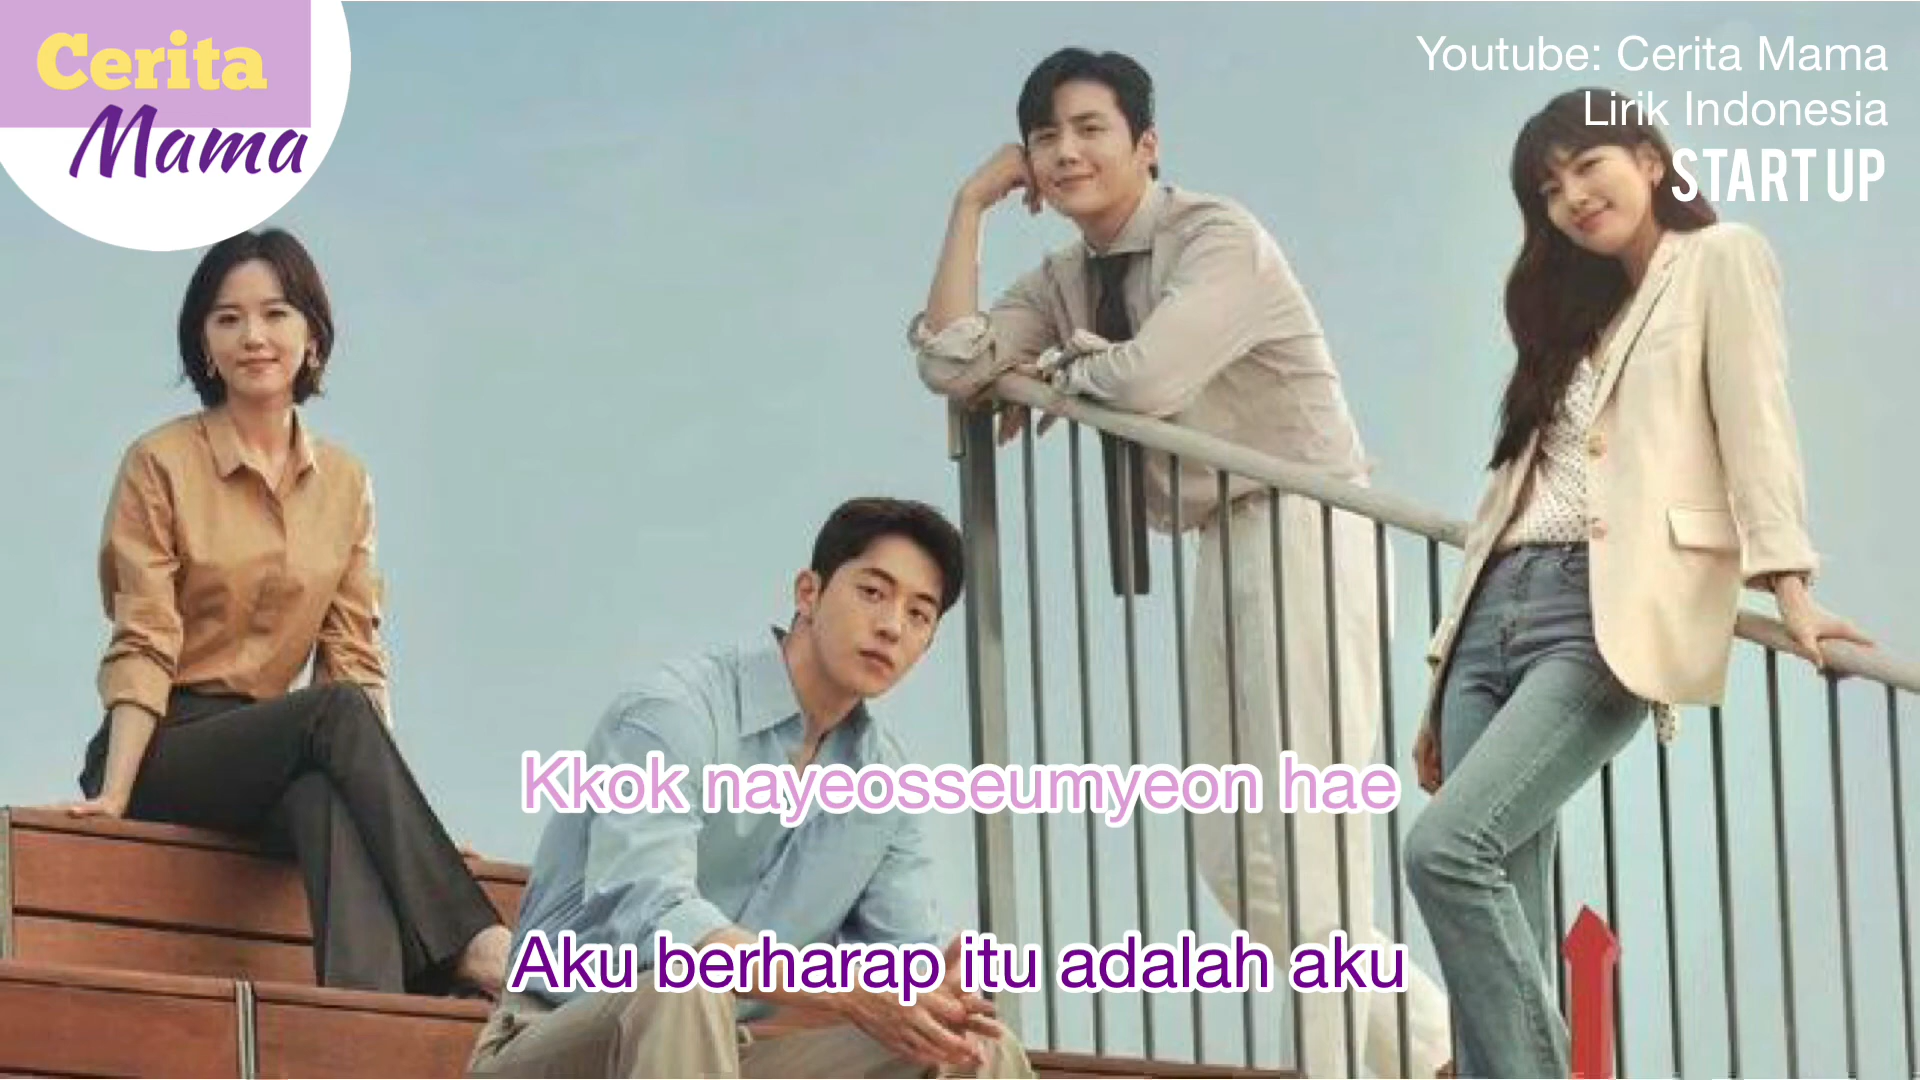 Cerita
Mama
Youtube: Cerita Mama
Lirik Indonesia
START UP
Kkok nayeosseumyeon hae
Aku berharap itu adalah aku